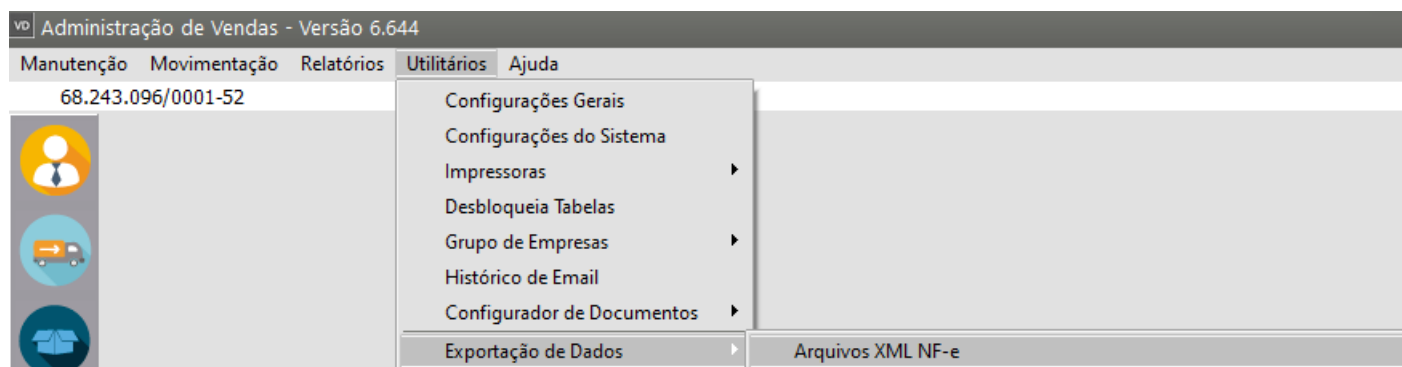 VD Administração de Vendas - Versão 6.644
Manutenção Movimentação Relatórios Utilitários Ajuda
68.243.096/0001-52
Configurações Gerais
Configurações do Sistema
Impressoras
Desbloqueia Tabelas
Grupo de Empresas
Histórico de Email
Configurador de Documentos
Exportação de Dados Arquivos XML NF-e